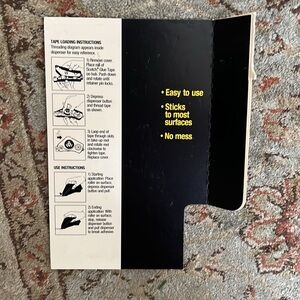 TAPE LOADING INSTRUCTIONS
Threading diagram appears inside
dispenser for easy reference.
1) Remove cover.
Place roll of
Scotch® Glue Tape
on hub. Push down
and rotate until
retainer pin locks.
2) Depress
dispenser button
and thread tape
as shown.
3) Loop end of
tape through slots
in take-up hub
and rotate
clockwise to
tighten tape.
Replace cover.
USE INSTRUCTIONS
1) Starting
application: Place
roller on surface,
depress dispenser
button and pull.
2) Ending
application: With
roller on surface,
stop, release
dispenser button
and pull dispenser
to break adhesive.
• Easy to use
• Sticks
to most
surfaces
• No mess